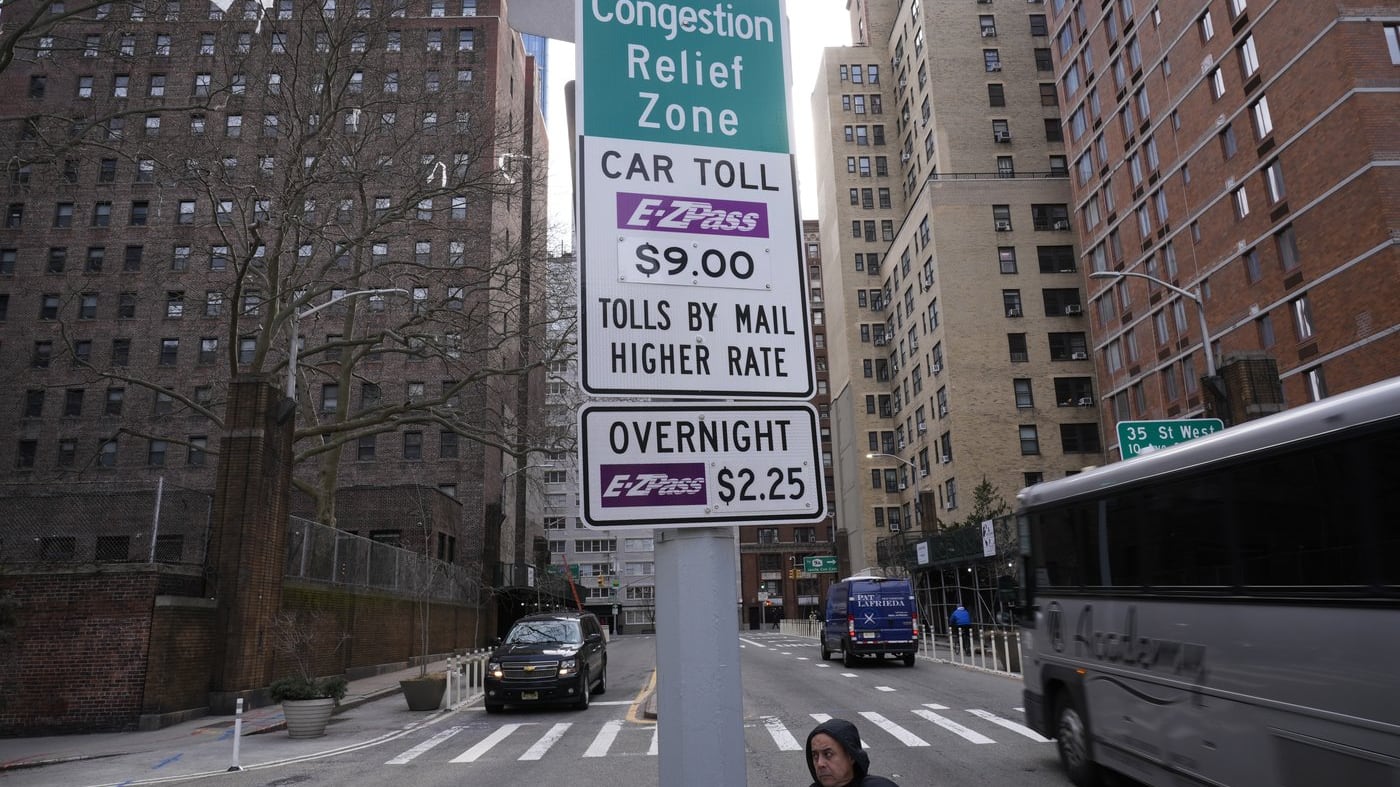 Congestion
Relief
Zone
CAR TOLL
E-ZPass
$9.00
TOLLS BY MAIL
HIGHER RATE
OVERNIGHT
E-ZPass $2.25
35 St West
PAT
LAFRIEDA
Academy